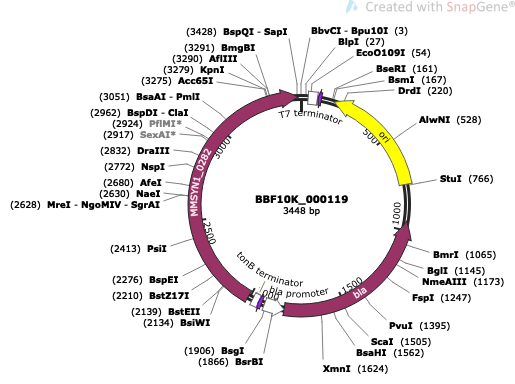 Created with SnapGene®
(3428) BspQI - SapI
(3291) BmgBI
(3290) AflIII
(3279) KpnI
(3275) Acc65I
(3051) BsaAI - PmlI
(2962) BspDI - ClaI
(2924) PflMI*
(2917) SexAI*
(2832) DraIII
(2772) NspI
(2680) AfeI
(2630) NaeI
(2628) MreI - NgoMIV - SgrAI
(2413) PsiI
(2276) BspEI
(2210) BstZ17I
(2139) BstEII
(2134) BsiWI
(1906) BsgI
(1866) BsrBI
BbvCI - Bpu10I (3)
BlpI (27)
EcoO109I (54)
BseRI (161)
BsmI (167)
DrdI (220)
AlwNI (528)
StuI (766)
BmrI (1065)
BglI (1145)
NmeAIII (1173)
FspI (1247)
PvuI (1395)
ScaI (1505)
BsaHI (1562)
XmnI (1624)
T7 terminator
ori
500
1000
1500
2500
3000
MMSYN1_0282
BBF10K_000119
3448 bp
tonB terminator
bla promoter
bla